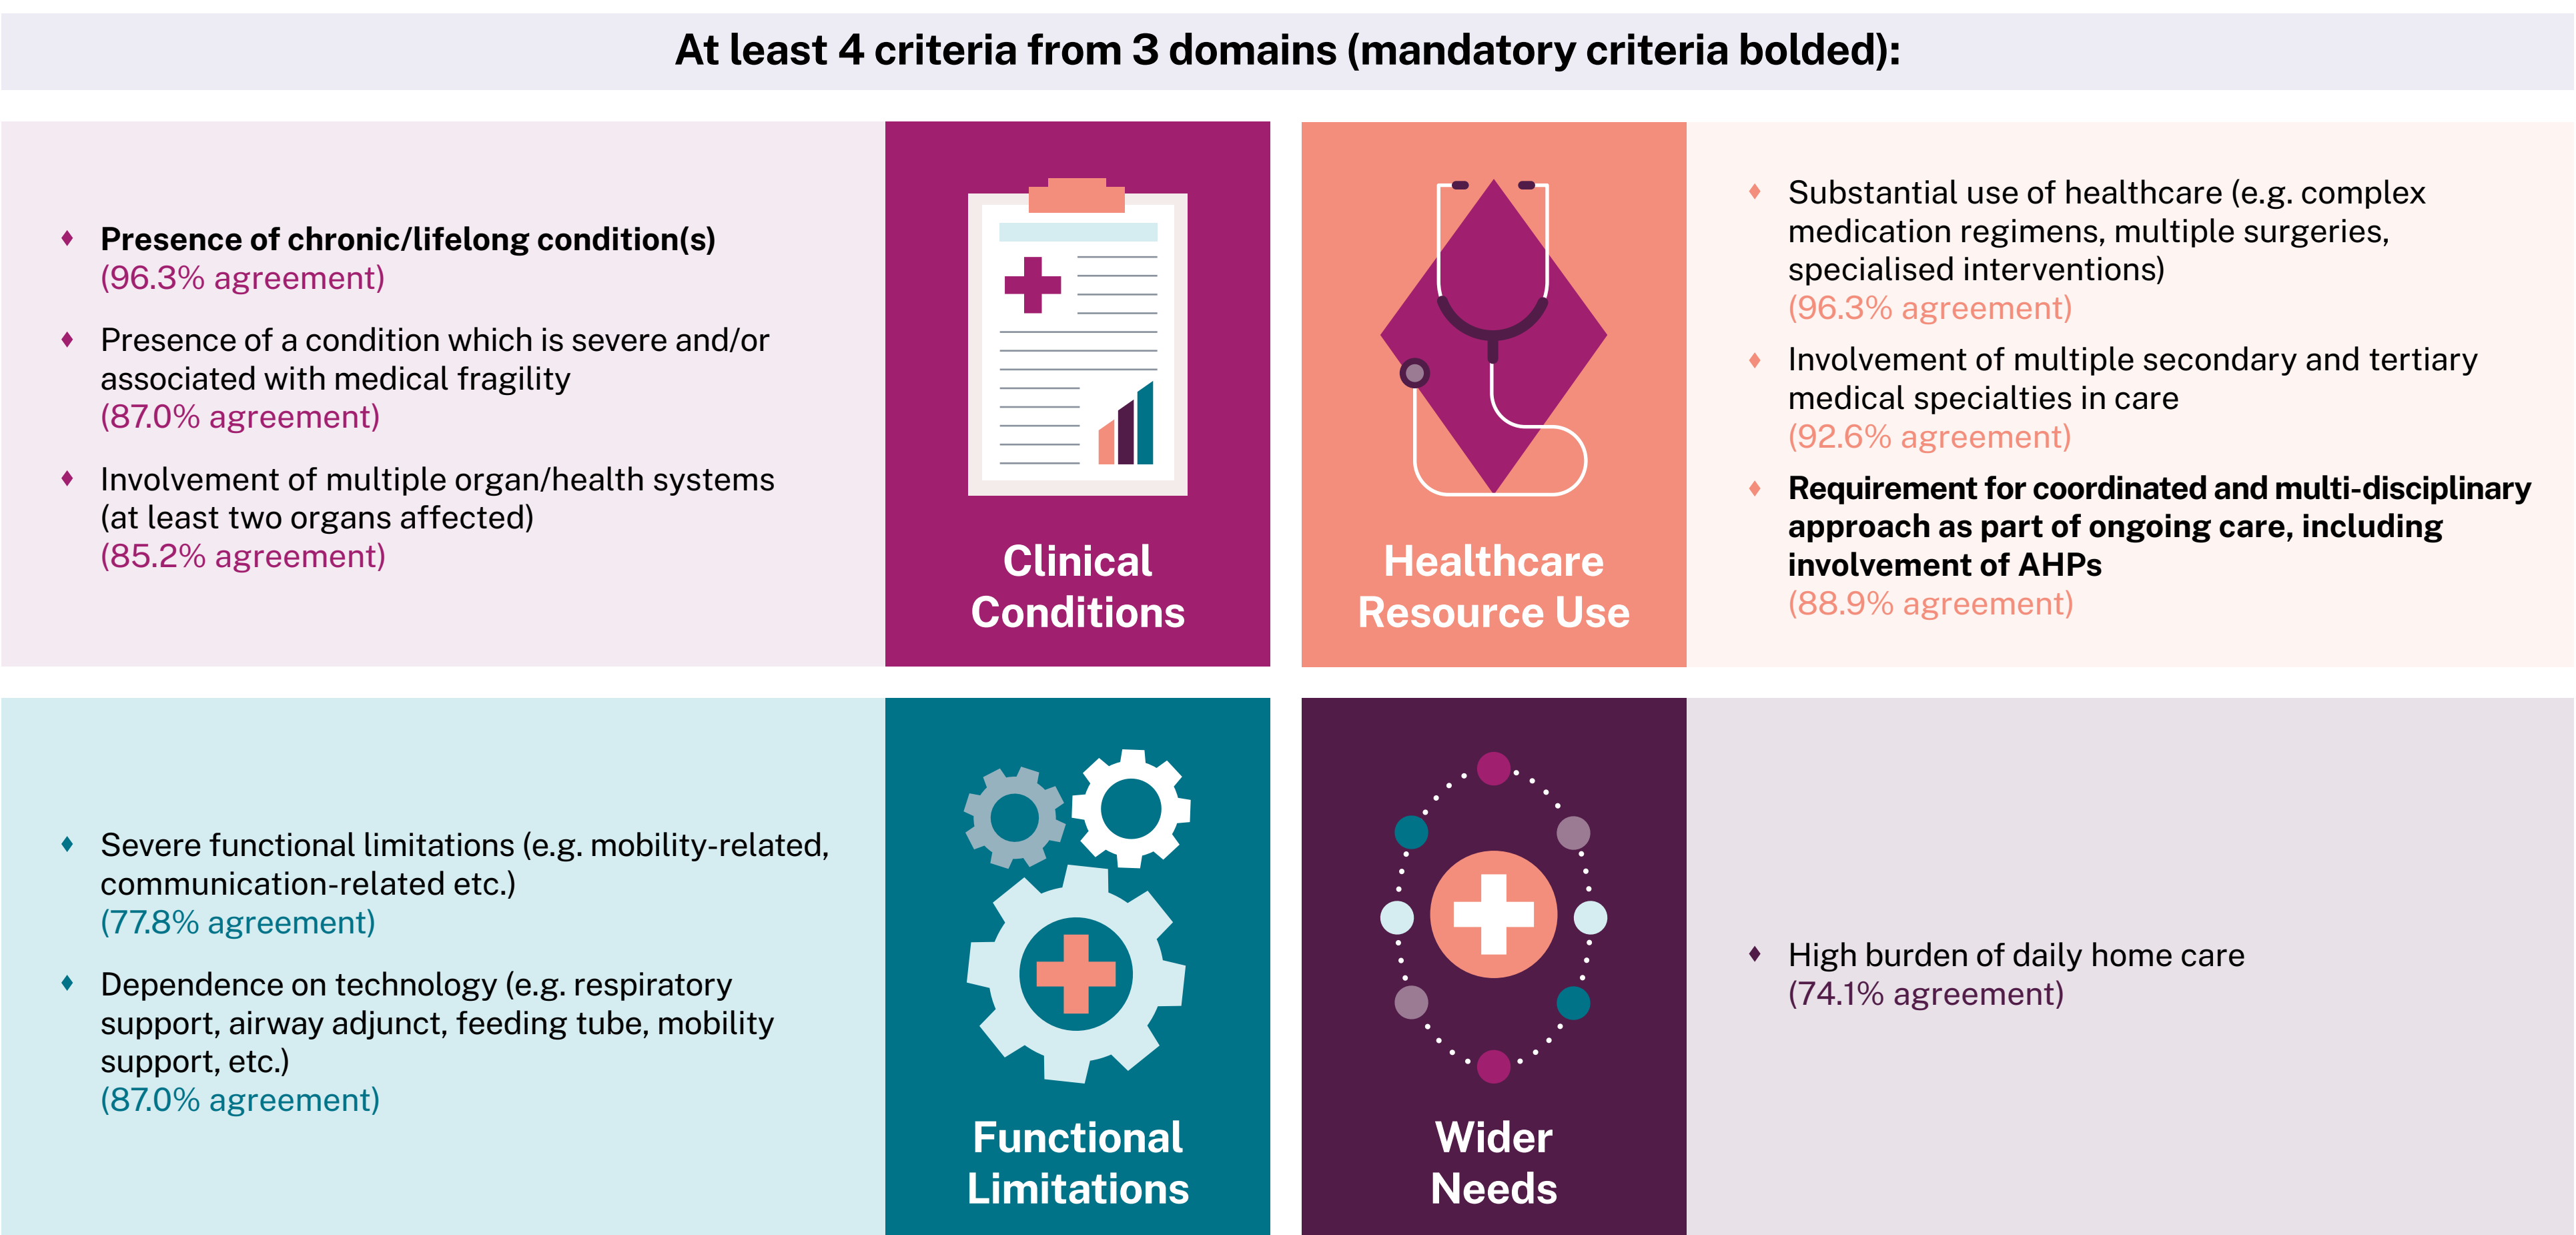 At least 4 criteria from 3 domains (mandatory criteria bolded):
Presence of chronic/lifelong condition(s)
(96.3% agreement)
Presence of a condition which is severe and/or
associated with medical fragility
(87.0% agreement)
Involvement of multiple organ/health systems
(at least two organs affected)
(85.2% agreement)
Clinical
Conditions
Healthcare
Resource Use
Substantial use of healthcare (e.g. complex
medication regimens, multiple surgeries,
specialised interventions)
(96.3% agreement)
Involvement of multiple secondary and tertiary
medical specialties in care
(92.6% agreement)
Requirement for coordinated and multi-disciplinary
approach as part of ongoing care, including
involvement of AHPs
(88.9% agreement)
Severe functional limitations (e.g. mobility-related,
communication-related etc.)
(77.8% agreement)
Dependence on technology (e.g. respiratory
support, airway adjunct, feeding tube, mobility
support, etc.)
(87.0% agreement)
Functional
Limitations
Wider
Needs
High burden of daily home care
(74.1% agreement)